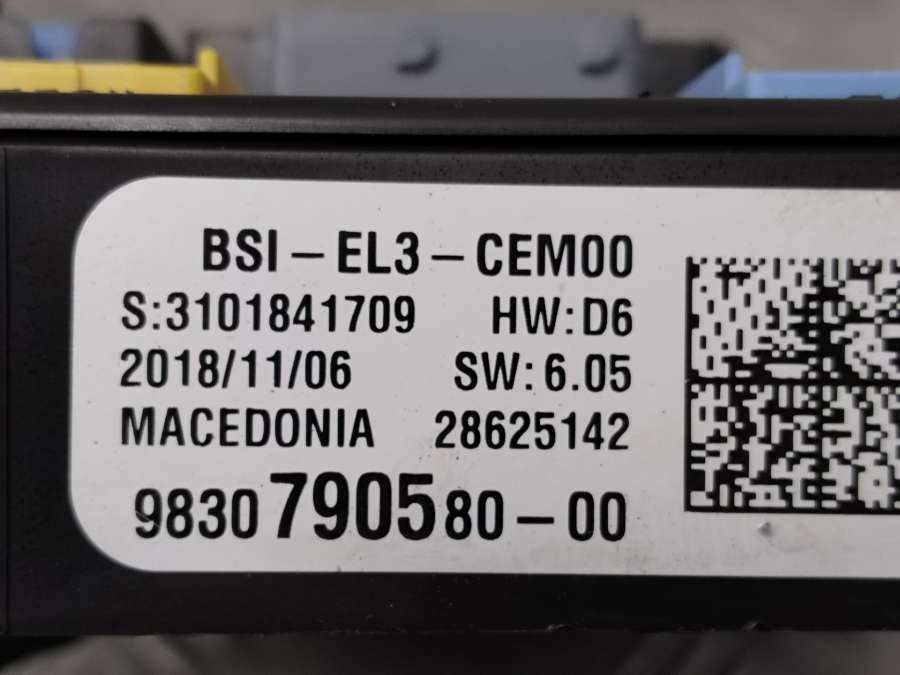 BSI-EL3-CEM00
S:3101841709 HW:D6
2018/11/06 SW:6.05
MACEDONIA 28625142
9830790580-00